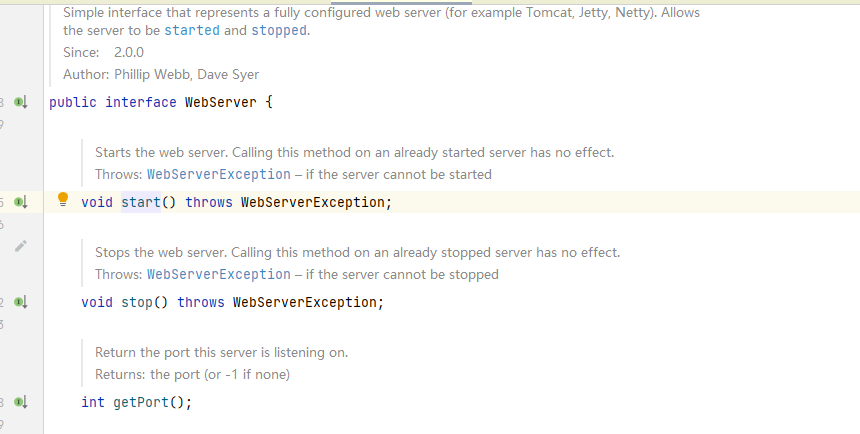 Simple interface that represents a fully configured web server (for example Tomcat, Jetty, Netty). Allows
the server to be started and stopped.
Since: 2.0.0
Author: Phillip Webb, Dave Syer
public interface WebServer {
Starts the web server. Calling this method on an already started server has no effect.
Throws: WebServerException – if the server cannot be started
void start() throws WebServerException;
Stops the web server. Calling this method on an already stopped server has no effect.
Throws: WebServerException – if the server cannot be stopped
void stop() throws WebServerException;
Return the port this server is listening on.
Returns: the port (or -1 if none)
int getPort();